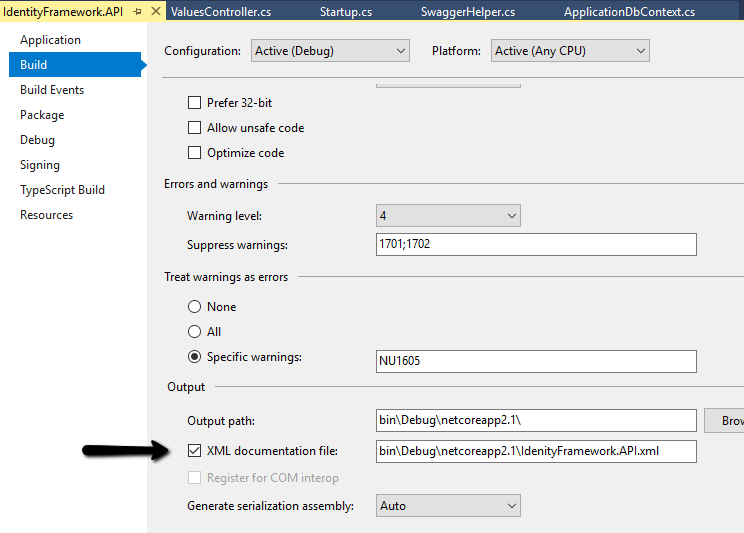 IdentityFramework.API ValuesController.cs Startup.cs SwaggerHelper.cs ApplicationDbContext.cs
Application
Build
Build Events
Package
Debug
Signing
TypeScript Build
Resources
Configuration: Active (Debug) Platform: Active (Any CPU)
Prefer 32-bit
Allow unsafe code
Optimize code
Errors and warnings
Warning level: 4
Suppress warnings: 1701;1702
Treat warnings as errors
None
All
Specific warnings: NU1605
Output
Output path: bin\Debug\netcoreapp2.1\ Brow
XML documentation file: bin\Debug\netcoreapp2.1\IdenityFramework.API.xml
Register for COM interop
Generate serialization assembly: Auto